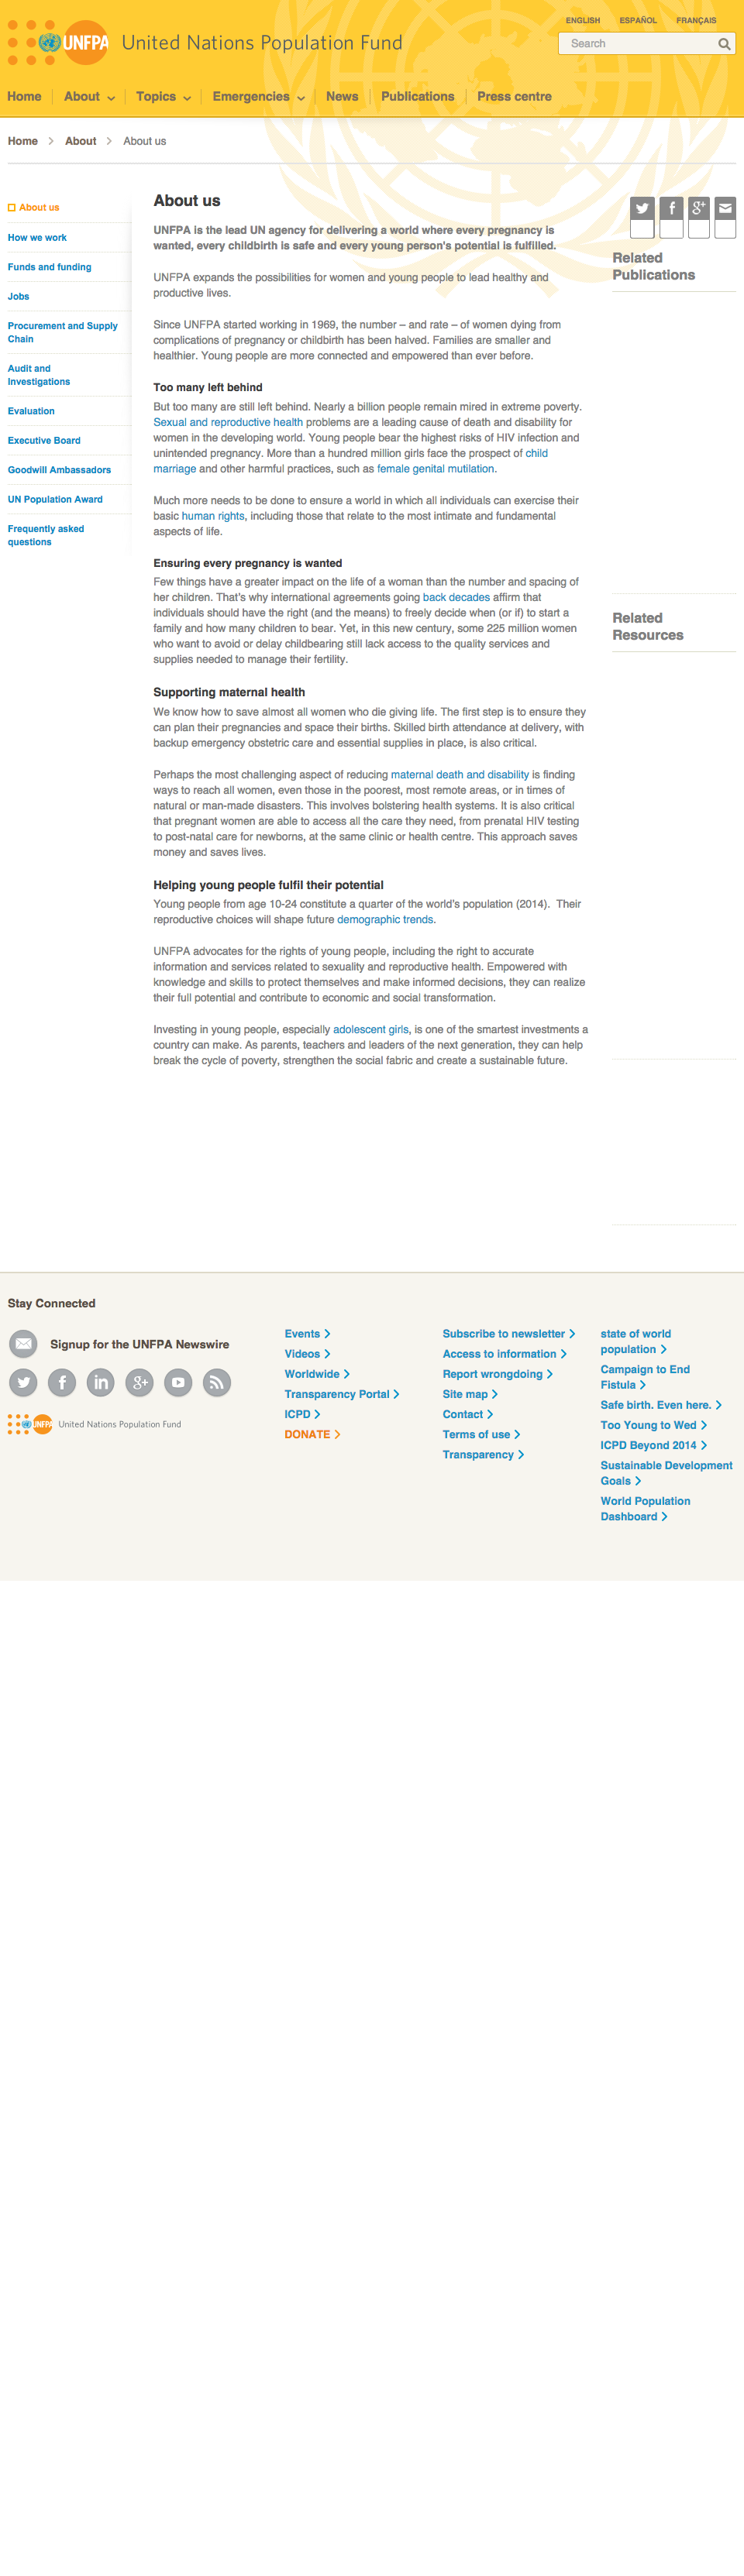 ENGLISH ESPAÑOL FRANÇAIS
UNFPA United Nations Population Fund
Search
Home About Topics Emergencies News Publications Press centre
Home > About > About us
About us
How we work
Funds and funding
Jobs
Procurement and Supply
Chain
Audit and
Investigations
Evaluation
Executive Board
Goodwill Ambassadors
UN Population Award
Frequently asked
questions
About us
UNFPA is the lead UN agency for delivering a world where every pregnancy is
wanted, every childbirth is safe and every young person's potential is fulfilled.
UNFPA expands the possibilities for women and young people to lead healthy and
productive lives.
Since UNFPA started working in 1969, the number – and rate – of women dying from
complications of pregnancy or childbirth has been halved. Families are smaller and
healthier. Young people are more connected and empowered than ever before.
Too many left behind
But too many are still left behind. Nearly a billion people remain mired in extreme poverty.
Sexual and reproductive health problems are a leading cause of death and disability for
women in the developing world. Young people bear the highest risks of HIV infection and
unintended pregnancy. More than a hundred million girls face the prospect of child
marriage and other harmful practices, such as female genital mutilation.
Much more needs to be done to ensure a world in which all individuals can exercise their
basic human rights, including those that relate to the most intimate and fundamental
aspects of life.
Ensuring every pregnancy is wanted
Few things have a greater impact on the life of a woman than the number and spacing of
her children. That's why international agreements going back decades affirm that
individuals should have the right (and the means) to freely decide when (or if) to start a
family and how many children to bear. Yet, in this new century, some 225 million women
who want to avoid or delay childbearing still lack access to the quality services and
supplies needed to manage their fertility.
Supporting maternal health
We know how to save almost all women who die giving life. The first step is to ensure they
can plan their pregnancies and space their births. Skilled birth attendance at delivery, with
backup emergency obstetric care and essential supplies in place, is also critical.
Perhaps the most challenging aspect of reducing maternal death and disability is finding
ways to reach all women, even those in the poorest, most remote areas, or in times of
natural or man-made disasters. This involves bolstering health systems. It is also critical
that pregnant women are able to access all the care they need, from prenatal HIV testing
to post-natal care for newborns, at the same clinic or health centre. This approach saves
money and saves lives.
Helping young people fulfil their potential
Young people from age 10-24 constitute a quarter of the world's population (2014). Their
reproductive choices will shape future demographic trends.
UNFPA advocates for the rights of young people, including the right to accurate
information and services related to sexuality and reproductive health. Empowered with
knowledge and skills to protect themselves and make informed decisions, they can realize
their full potential and contribute to economic and social transformation.
Investing in young people, especially adolescent girls, is one of the smartest investments a
country can make. As parents, teachers and leaders of the next generation, they can help
break the cycle of poverty, strengthen the social fabric and create a sustainable future.
Related
Publications
Related
Resources
Stay Connected
Signup for the UNFPA Newswire
UNFPA United Nations Population Fund
Events
Videos
Worldwide
Transparency Portal
ICPD
DONATE
Subscribe to newsletter
Access to information
Report wrongdoing
Site map
Contact
Terms of use
Transparency
state of world
population
Campaign to End
Fistula
Safe birth. Even here.
Too Young to Wed
ICPD Beyond 2014
Sustainable Development
Goals
World Population
Dashboard